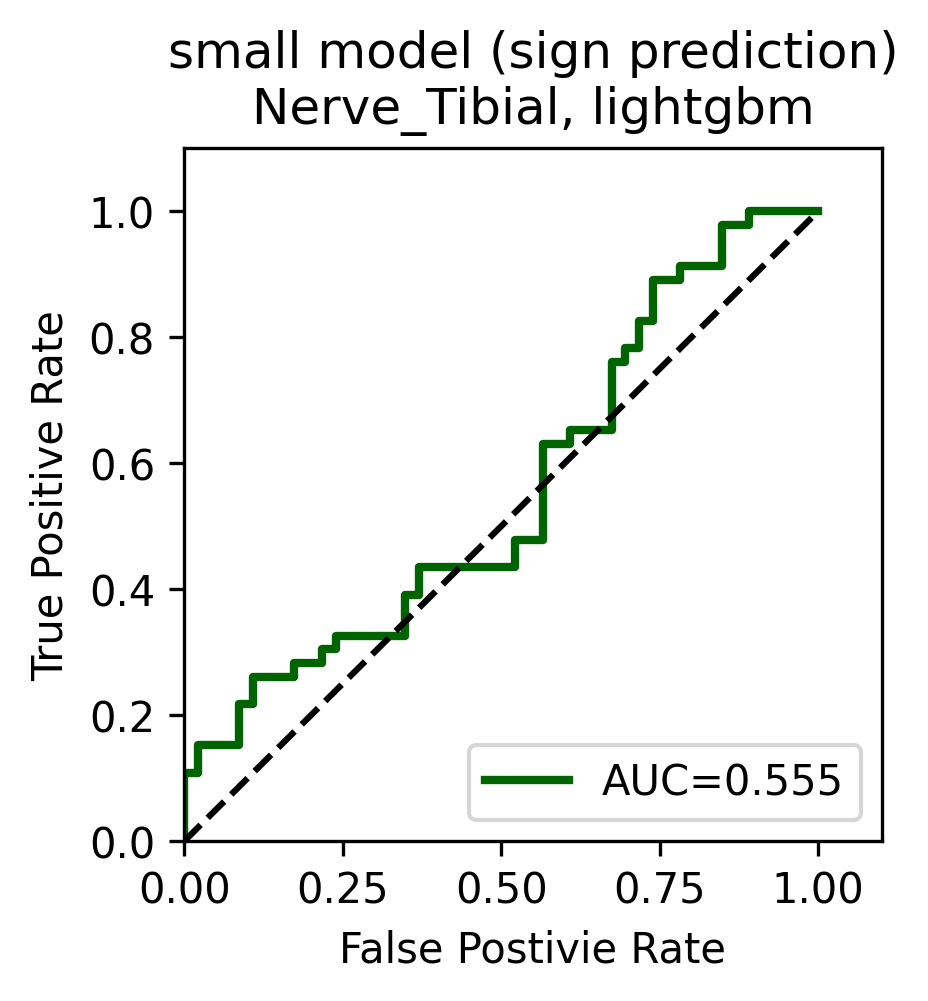 small model (sign prediction)
Nerve_Tibial, lightgbm
True Positive Rate
1.0
0.8
0.6
0.4
0.2
0.0
AUC=0.555
0.00 0.25 0.50 0.75 1.00
False Postivie Rate